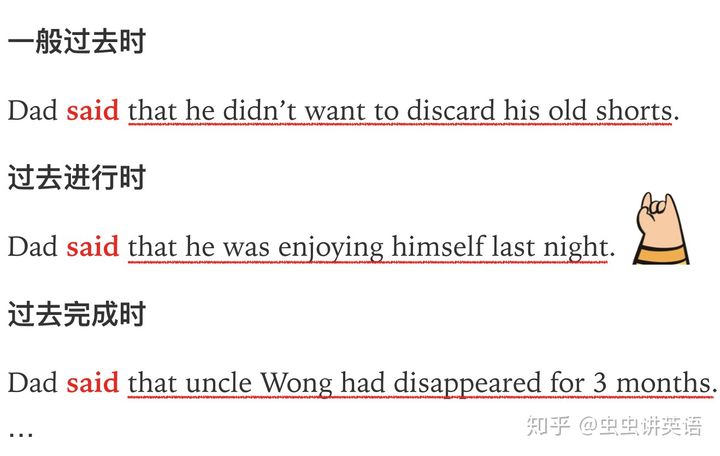 一般过去时
Dad said that he didn’t want to discard his old shorts.
过去进行时
Dad said that he was enjoying himself last night.
过去完成时
Dad said that uncle Wong had disappeared for 3 months.
…
知乎 @虫虫讲英语